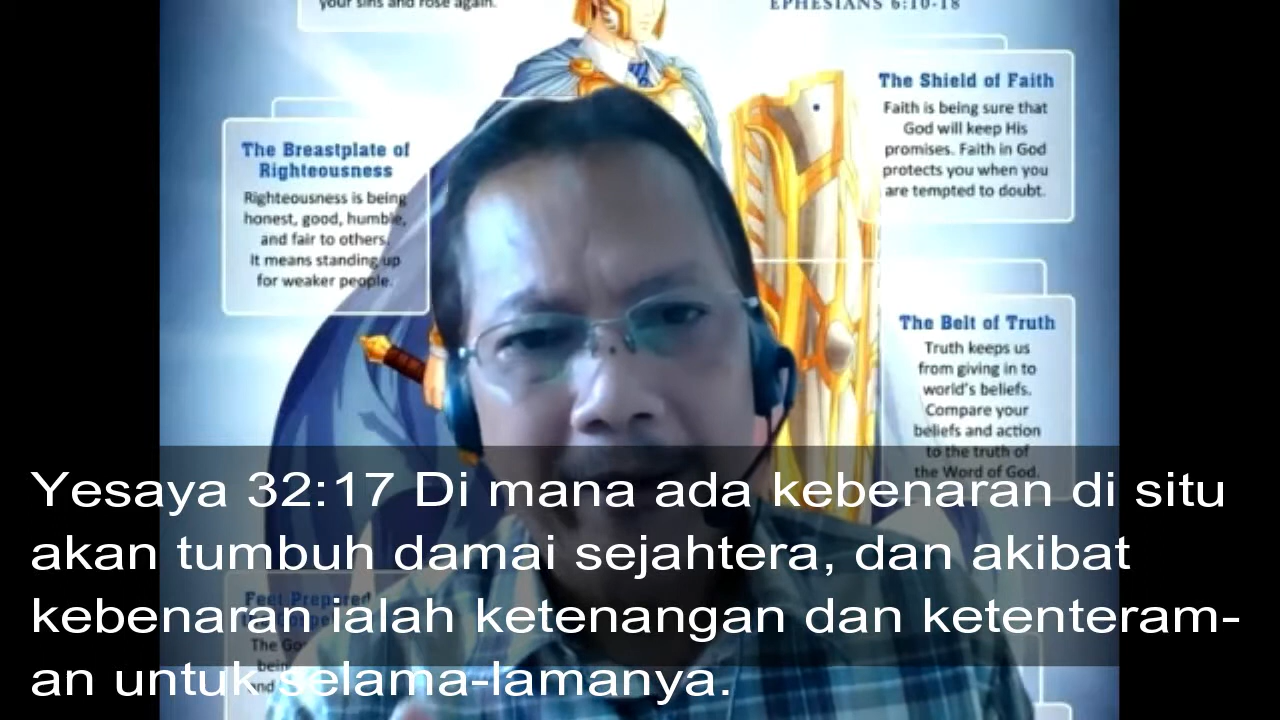 your sins and rose again.
EPHESIANS 6:10-18
The Shield of Faith
Faith is being sure that
God will keep His
promises. Faith in God
protects you when you
are tempted to doubt.
The Breastplate of
Righteousness
Righteousness is being
honest, good, humble,
and fair to others.
It means standing up
for weaker people.
The Belt of Truth
Truth keeps us
from giving in to
world's beliefs.
Compare your
beliefs and action
to the truth of
the Word of God.
Feet Prepared
The
Yesaya 32:17 Di mana ada kebenaran di situ
akan tumbuh damai sejahtera, dan akibat
kebenaran ialah ketenangan dan ketenteram-
an untuk selama-lamanya.